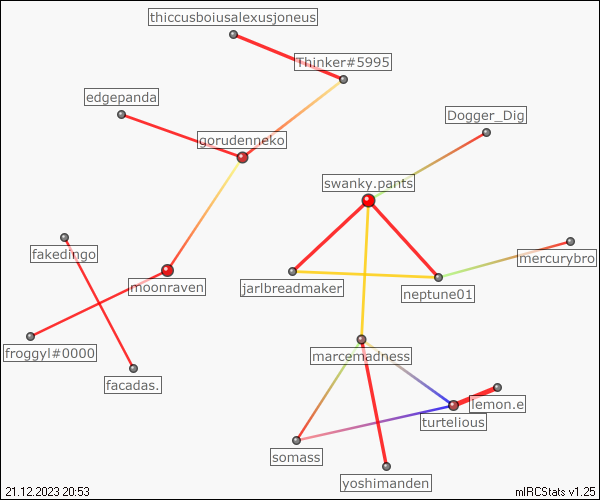 thiccusboiusalexusjoneus
Thinker#5995
edgepanda
Dogger_Dig
gorudenneko
swanky.pants
fakedingo
mercurybro
moonraven
jarlbreadmaker
neptune01
froggyl#0000
marcemadness
facadas.
lemon.e
turtelious
somass
yoshimanden
21.12.2023 20:53
mIRCStats v1.25